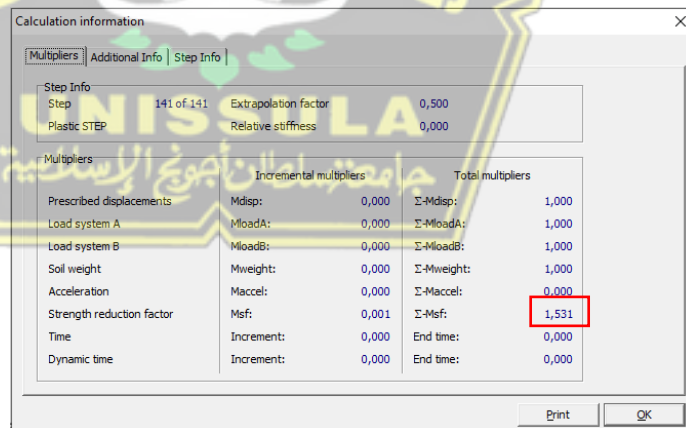 Calculation information
Multipliers Additional Info Step Info
Step Info
Step 141 of 141 Extrapolation factor 0,500
Plastic STEP Relative stiffness 0,000
Multipliers
Incremental multipliers Total multipliers
Prescribed displacements Mdisp: 0,000 Σ-Mdisp: 1,000
Load system A MloadA: 0,000 Σ-MloadA: 1,000
Load system B MloadB: 0,000 Σ-MloadB: 1,000
Soil weight Mweight: 0,000 Σ-Mweight: 1,000
Acceleration Maccel: 0,000 Σ-Maccel: 0,000
Strength reduction factor Msf: 0,001 Σ-Msf: 1,531
Time Increment: 0,000 End time: 0,000
Dynamic time Increment: 0,000 End time: 0,000
Print OK
UNISSULA
جامعتسلطان أجونج الإسلامية